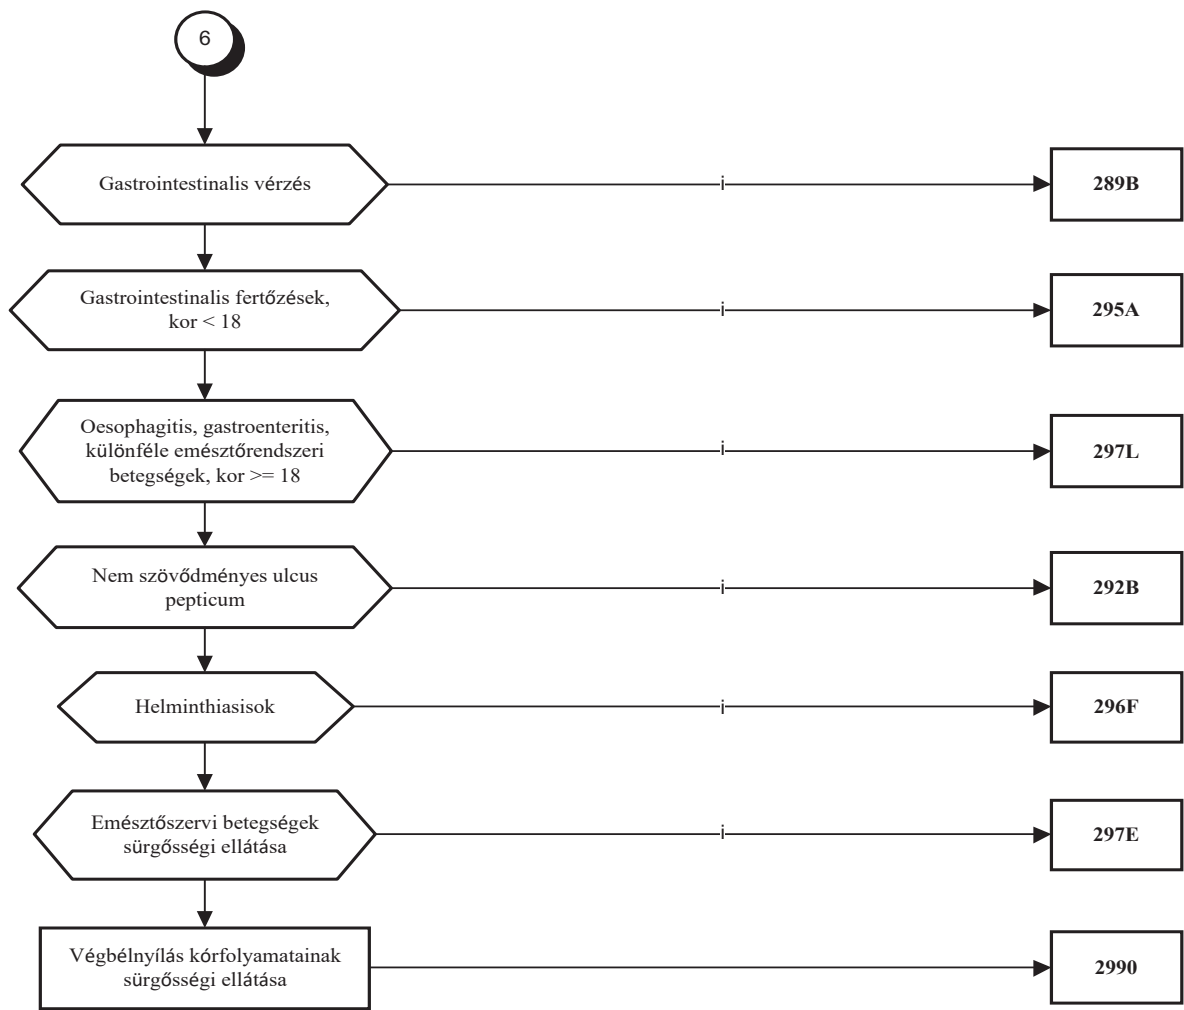 6
Gastrointestinalis vérzés
i
289B
Gastrointestinalis fertőzések,
kor < 18
i
295A
Oesophagitis, gastroenteritis,
különféle emésztőrendszeri
betegségek, kor >= 18
i
297L
Nem szövődményes ulcus
pepticum
i
292B
Helminthiasisok
i
296F
Emésztőszervi betegségek
sürgősségi ellátása
i
297E
Végbélnyílás kórfolyamatainak
sürgősségi ellátása
2990